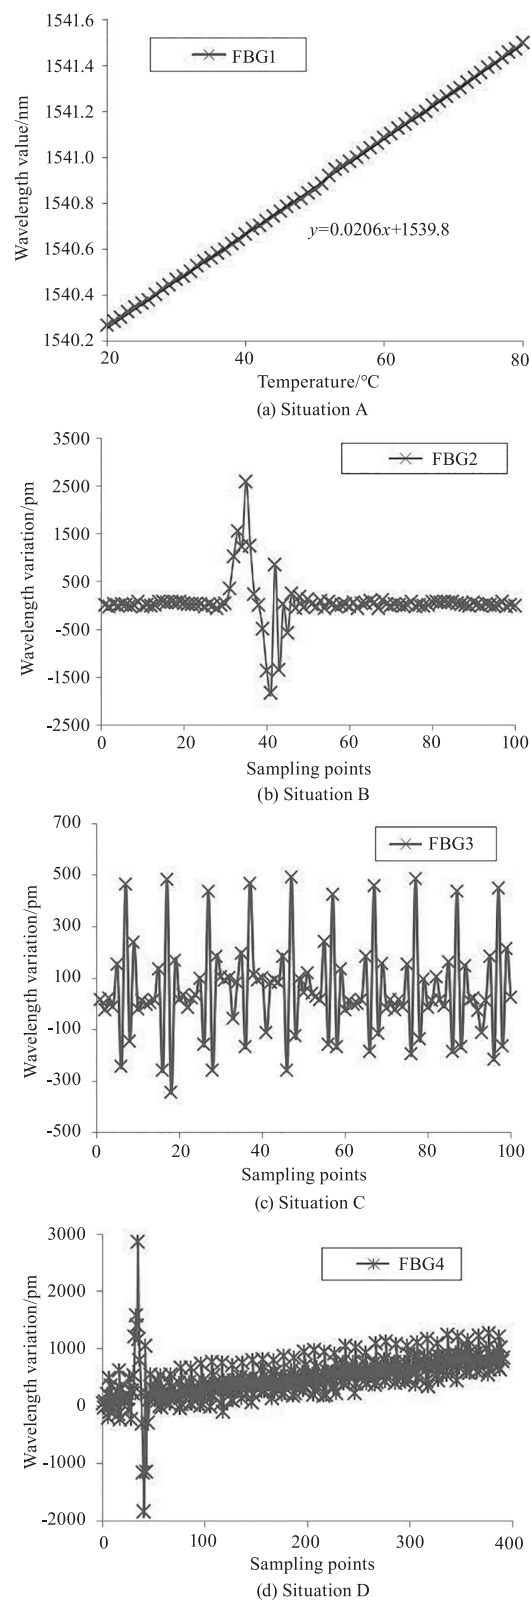 1541.6
FBG1
1541.4
1541.2
1541.0
1540.8
1540.6
1540.4
1540.2
Wavelength value/nm
y=0.0206x+1539.8
20 40 60 80
Temperature/°C
(a) Situation A
3500
FBG2
2500
1500
500
-500
-1500
-2500
Wavelength variation/pm
0 20 40 60 80 100
Sampling points
(b) Situation B
700
FBG3
500
300
100
-100
-300
-500
Wavelength variation/pm
0 20 40 60 80 100
Sampling points
(c) Situation C
3000
FBG4
2000
1000
0
-1000
-2000
Wavelength variation/pm
0 100 200 300 400
Sampling points
(d) Situation D